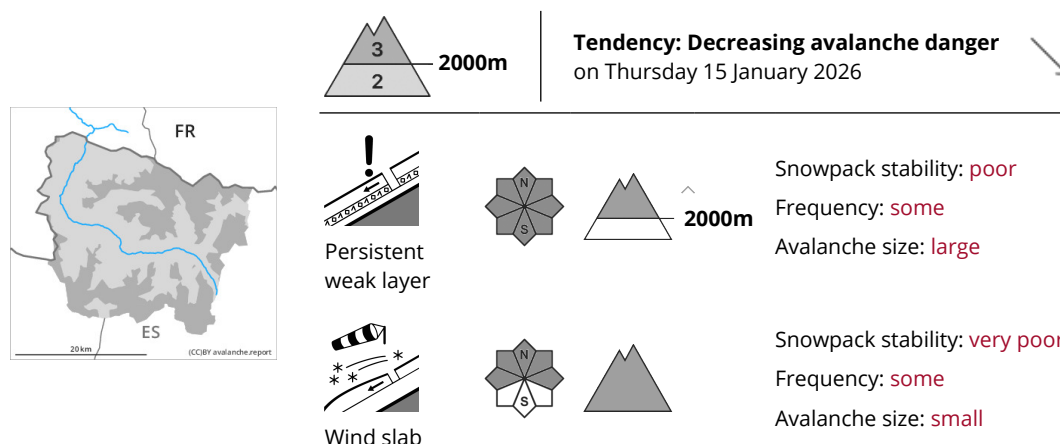 3
2
2000m
Tendency: Decreasing avalanche danger
on Thursday 15 January 2026
FR
ES
20 km
(CC)BY avalanche.report
Persistent
weak layer
N
S
2000m
Snowpack stability: poor
Frequency: some
Avalanche size: large
Wind slab
N
S
Snowpack stability: very poor
Frequency: some
Avalanche size: small